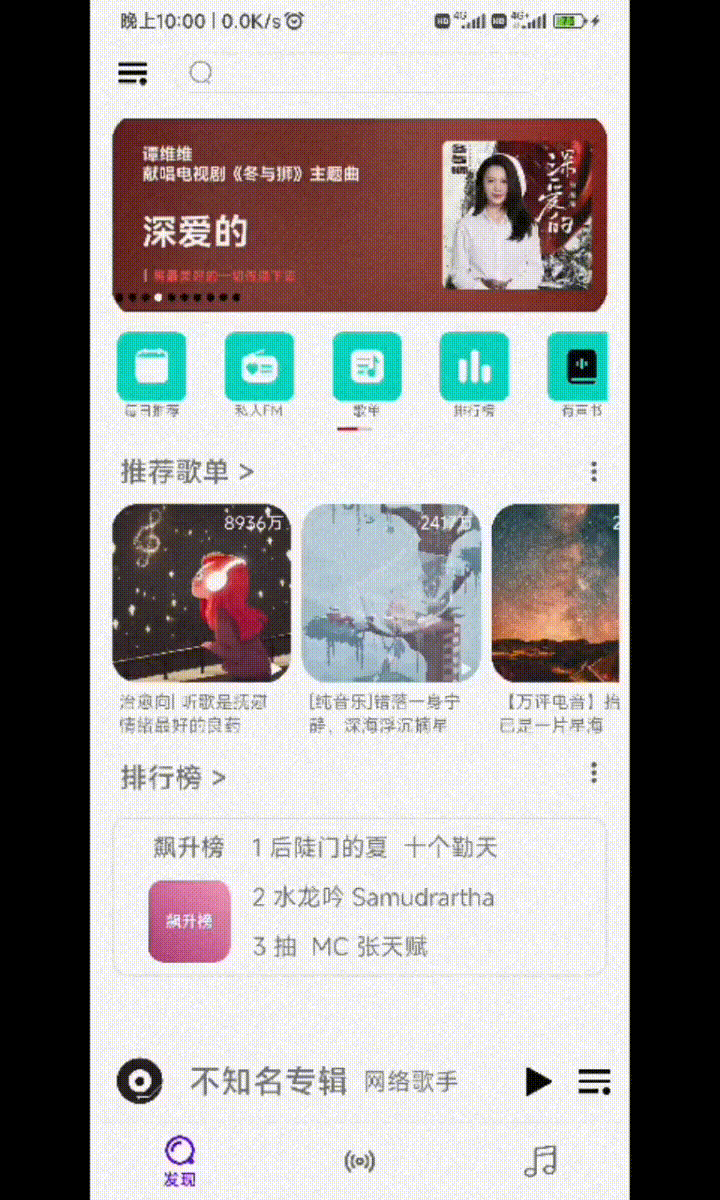 晚上10:00 | 0.0K/s
HD 4G HD 4G+ 73
谭维维
献唱电视剧《冬与狮》主题曲
深爱的
深爱的
每日推荐 私人FM 歌单 排行榜 有声书
推荐歌单 >
8936万 2417万 2
治愈向| 听歌是抚慰
情绪最好的良药
[纯音乐]错落一身宁
静，深海浮沉摘星
【万评电音】抬
已是一片星海
排行榜 >
飙升榜 1 后陡门的夏 十个勤天
飙升榜
2 水龙吟 Samudrartha
3 抽 MC 张天赋
不知名专辑 网络歌手
发现